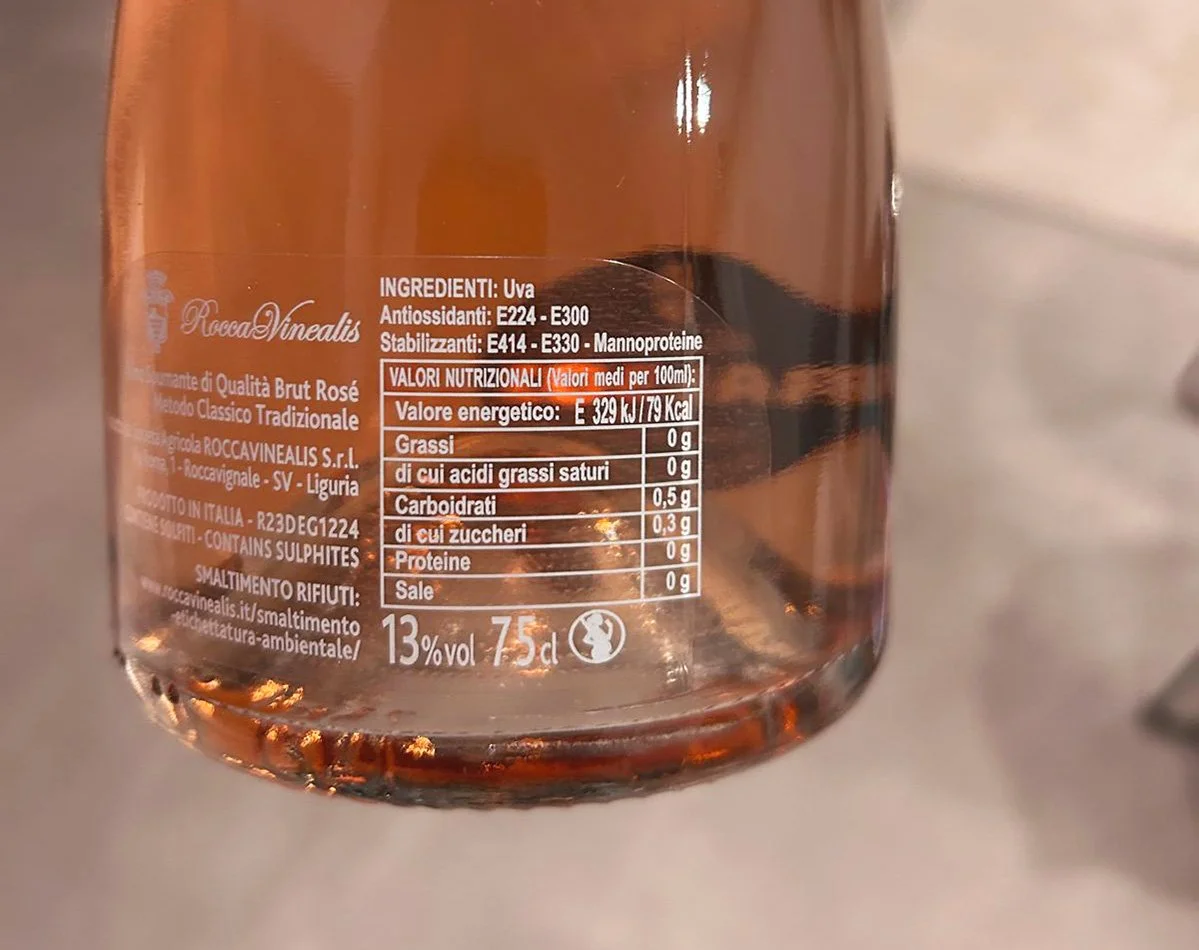 RoccaVinealis
di Qualità Brut Rosé
Metodo Classico Tradizionale
Agricola ROCCAVINEALIS S.r.l.
1 - Roccavignale - SV - Liguria
PRODOTTO IN ITALIA - R23DEG1224
CONTIENE SOLFITI - CONTAINS SULPHITES
SMALTIMENTO RIFIUTI:
www.roccavinealis.it/smaltimento
-etichettatura-ambientale/
INGREDIENTI: Uva
Antiossidanti: E224 - E300
Stabilizzanti: E414 - E330 - Mannoproteine
VALORI NUTRIZIONALI (Valori medi per 100ml):
Valore energetico: E 329 kJ / 79 Kcal
Grassi 0 g
di cui acidi grassi saturi 0 g
Carboidrati 0,5 g
di cui zuccheri 0,3 g
Proteine 0 g
Sale 0 g
13%vol 75cl